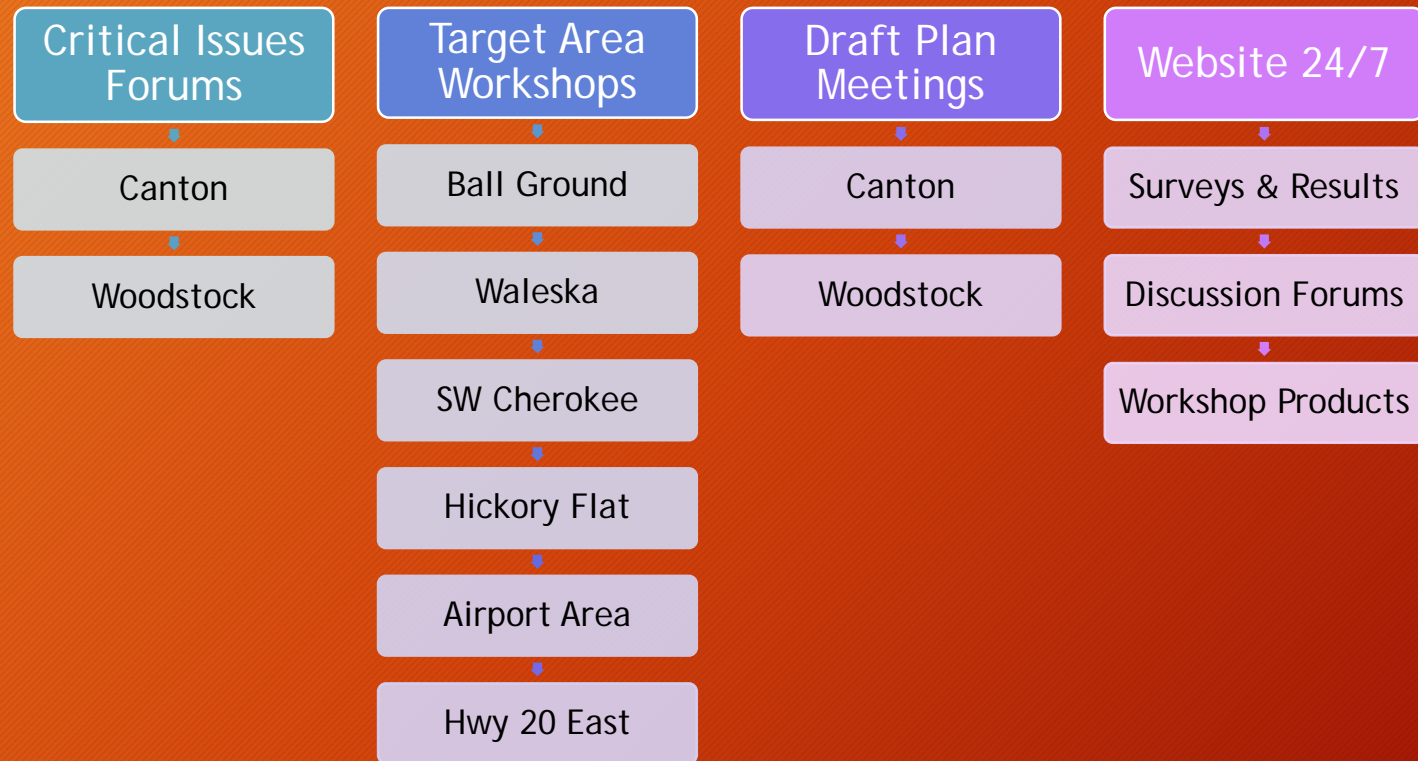 Critical Issues
Forums
Canton
Woodstock
Target Area
Workshops
Ball Ground
Waleska
SW Cherokee
Hickory Flat
Airport Area
Hwy 20 East
Draft Plan
Meetings
Canton
Woodstock
Website 24/7
Surveys & Results
Discussion Forums
Workshop Products